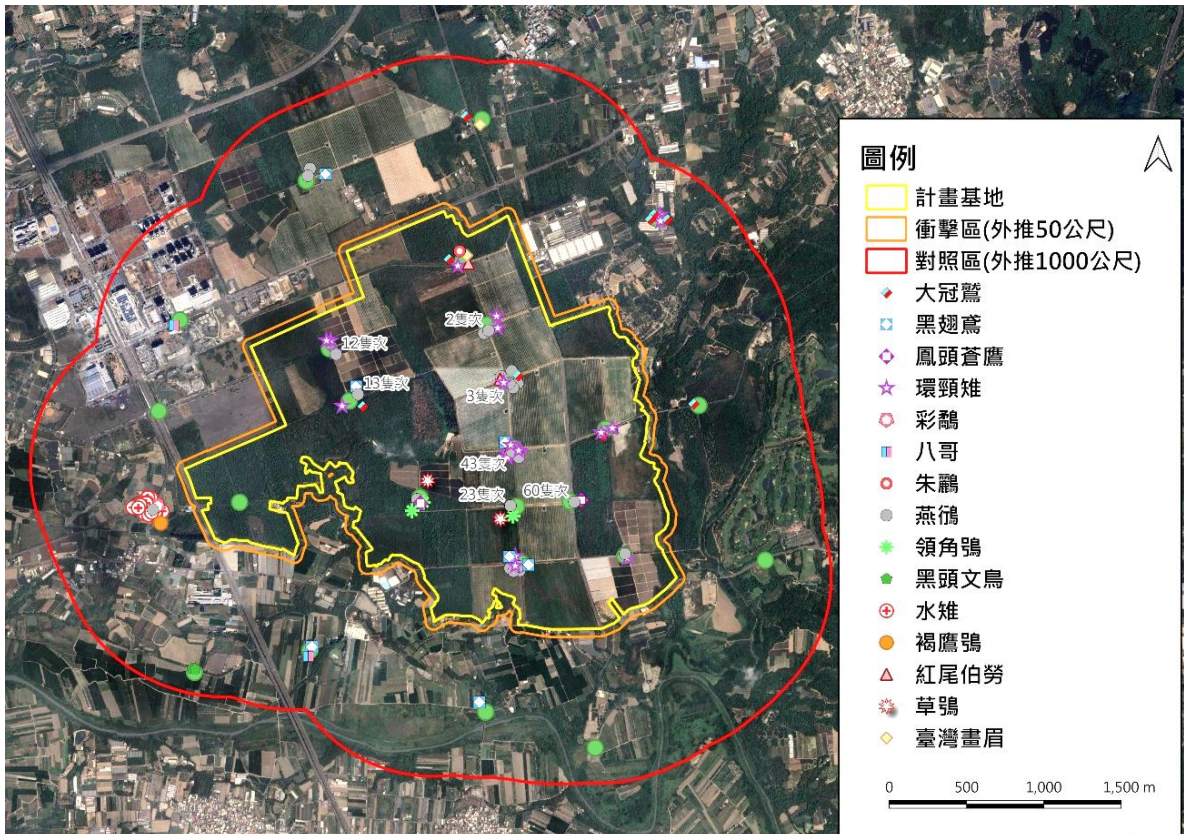 圖例
計畫基地
衝擊區(外推50公尺)
對照區(外推1000公尺)
大冠鷲
黑翅鳶
鳳頭蒼鷹
環頸雉
彩鷸
八哥
朱鸝
燕鴴
領角鴞
黑頭文鳥
水雉
褐鷹鴞
紅尾伯勞
草鴞
臺灣畫眉
0 500 1,000 1,500 m
2隻次
12隻次
13隻次
3隻次
43隻次
23隻次
60隻次